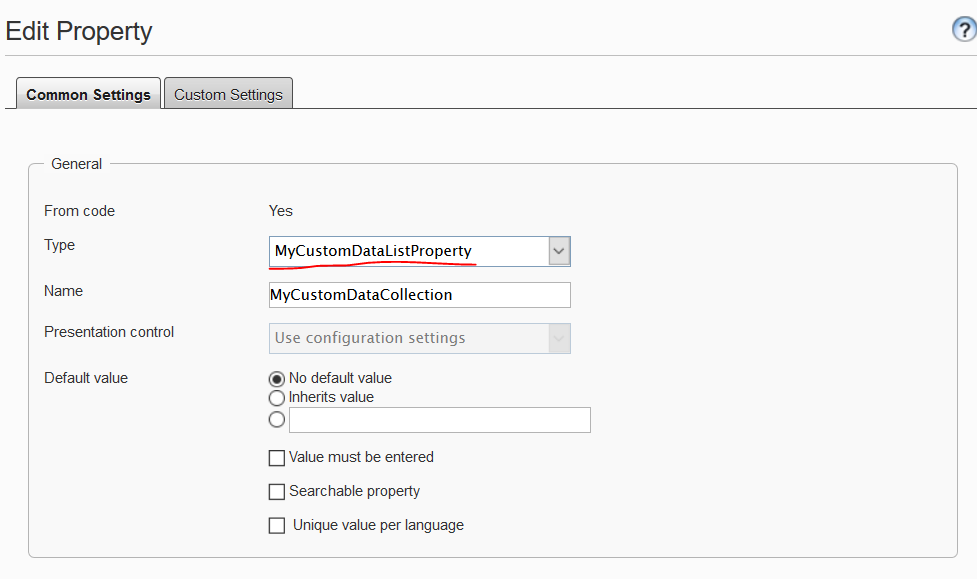 Edit Property
?
Common Settings
Custom Settings
General
From code Yes
Type MyCustomDataListProperty
Name MyCustomDataCollection
Presentation control Use configuration settings
Default value No default value
Inherits value
Value must be entered
Searchable property
Unique value per language